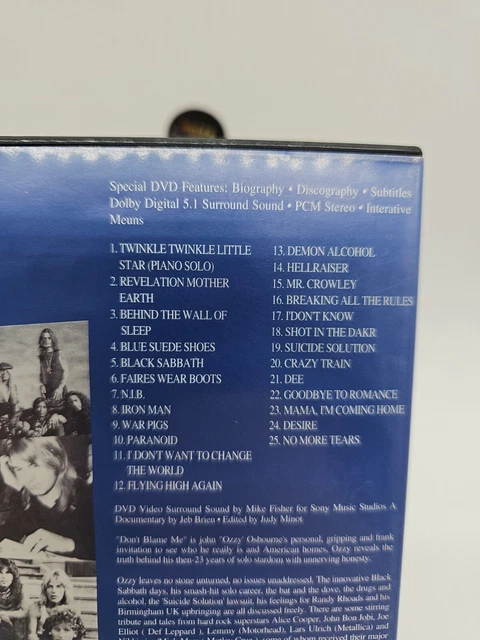 Special DVD Features: Biography • Discography • Subtitles
Dolby Digital 5.1 Surround Sound • PCM Stereo • Interative
Meuns
1. TWINKLE TWINKLE LITTLE
STAR (PIANO SOLO)
2. REVELATION MOTHER
EARTH
3. BEHIND THE WALL OF
SLEEP
4. BLUE SUEDE SHOES
5. BLACK SABBATH
6. FAIRES WEAR BOOTS
7. N.I.B.
8. IRON MAN
9. WAR PIGS
10. PARANOID
11. I DON'T WANT TO CHANGE
THE WORLD
12. FLYING HIGH AGAIN
13. DEMON ALCOHOL
14. HELLRAISER
15. MR. CROWLEY
16. BREAKING ALL THE RULES
17. I'DON'T KNOW
18. SHOT IN THE DAKR
19. SUICIDE SOLUTION
20. CRAZY TRAIN
21. DEE
22. GOODBYE TO ROMANCE
23. MAMA, I'M COMING HOME
24. DESIRE
25. NO MORE TEARS
DVD Video Surround Sound by Mike Fisher for Sony Music Studios A
Documentary by Jeb Brien • Edited by Judy Minot
"Don't Blame Me" is john "Ozzy' Osbourne's personal, gripping and frank
invitation to see who he really is and American homes, Ozzy reveals the
truth behind his then-23 years of solo stardom with unnerving honesty.
Ozzy leaves no stone unturned, no issues unaddressed. The innovative Black
Sabbath days, his smash-hit solo career, the bat and the dove, the drugs and
alcohol, the 'Suicide Solution' lawsuit, his feelings for Randy Rhoads and his
Birmingham UK upbringing are all discussed freely. There are some stirring
tribute and tales from hard rock superstars Alice Cooper, John Bon Jobi, Joe
Elliot ( Def Leppard ), Lemmy (Motorhead), Lars Ulrich (Metallica) and
some of whom received their major